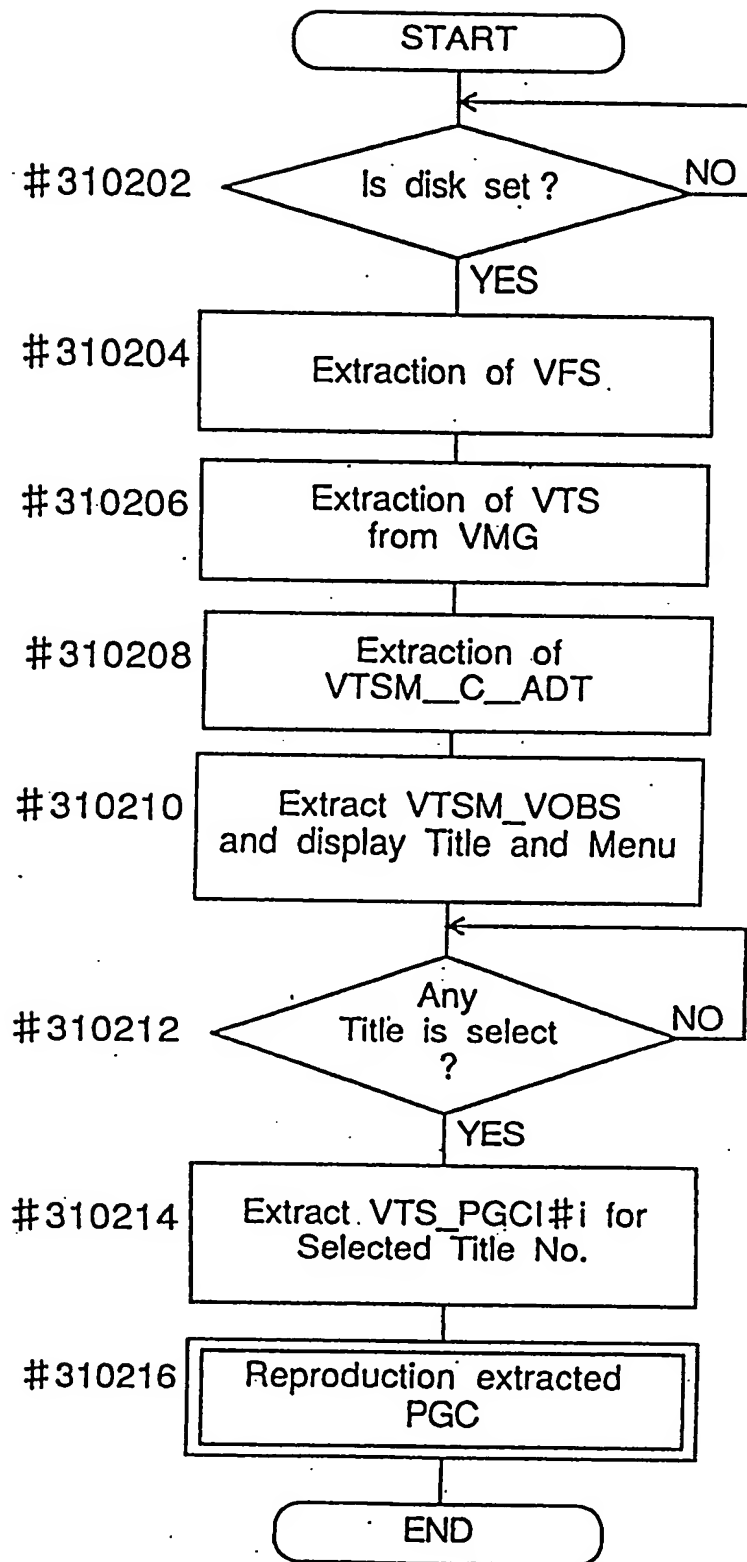 START
#310202
Is disk set ?
NO
YES
#310204
Extraction of VFS
#310206
Extraction of VTS
from VMG
#310208
Extraction of
VTSM__C__ADT
#310210
Extract VTSM_VOBS
and display Title and Menu
#310212
Any
Title is select
?
NO
YES
#310214
Extract VTS_PGCI#i for
Selected Title No.
#310216
Reproduction extracted
PGC
END